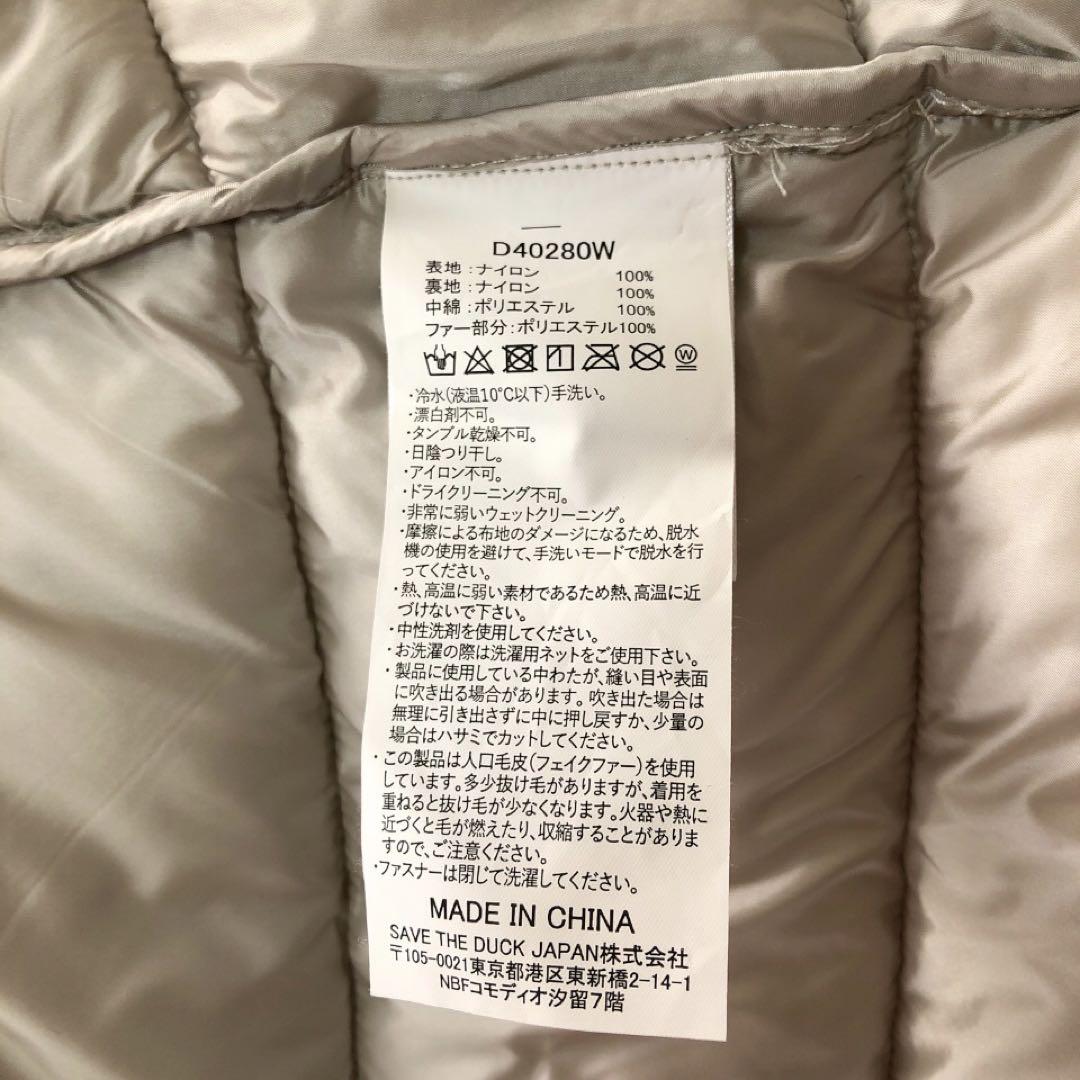 D40280W
表地:ナイロン 100%
裏地:ナイロン 100%
中綿:ポリエステル 100%
ファー部分:ポリエステル100%
W
・冷水(液温10℃以下)手洗い。
・漂白剤不可。
・タンブル乾燥不可。
・日陰つり干し。
・アイロン不可。
・ドライクリーニング不可。
・非常に弱いウェットクリーニング。
・摩擦による布地のダメージになるため、脱水
機の使用を避けて、手洗いモードで脱水を行
ってください。
・熱、高温に弱い素材であるため熱、高温に近
づけないで下さい。
・中性洗剤を使用してください。
・お洗濯の際は洗濯用ネットをご使用下さい。
・製品に使用している中わたが、縫い目や表面
に吹き出る場合があります。吹き出た場合は
無理に引き出さずに中に押し戻すか、少量の
場合はハサミでカットしてください。
・この製品は人口毛皮(フェイクファー)を使用
しています。多少抜け毛がありますが、着用を
重ねると抜け毛が少なくなります。火器や熱に
近づくと毛が燃えたり、収縮することがありま
すので、ご注意ください。
・ファスナーは閉じて洗濯してください。
MADE IN CHINA
SAVE THE DUCK JAPAN株式会社
〒105-0021東京都港区東新橋2-14-1
NBFコモディオ汐留7階